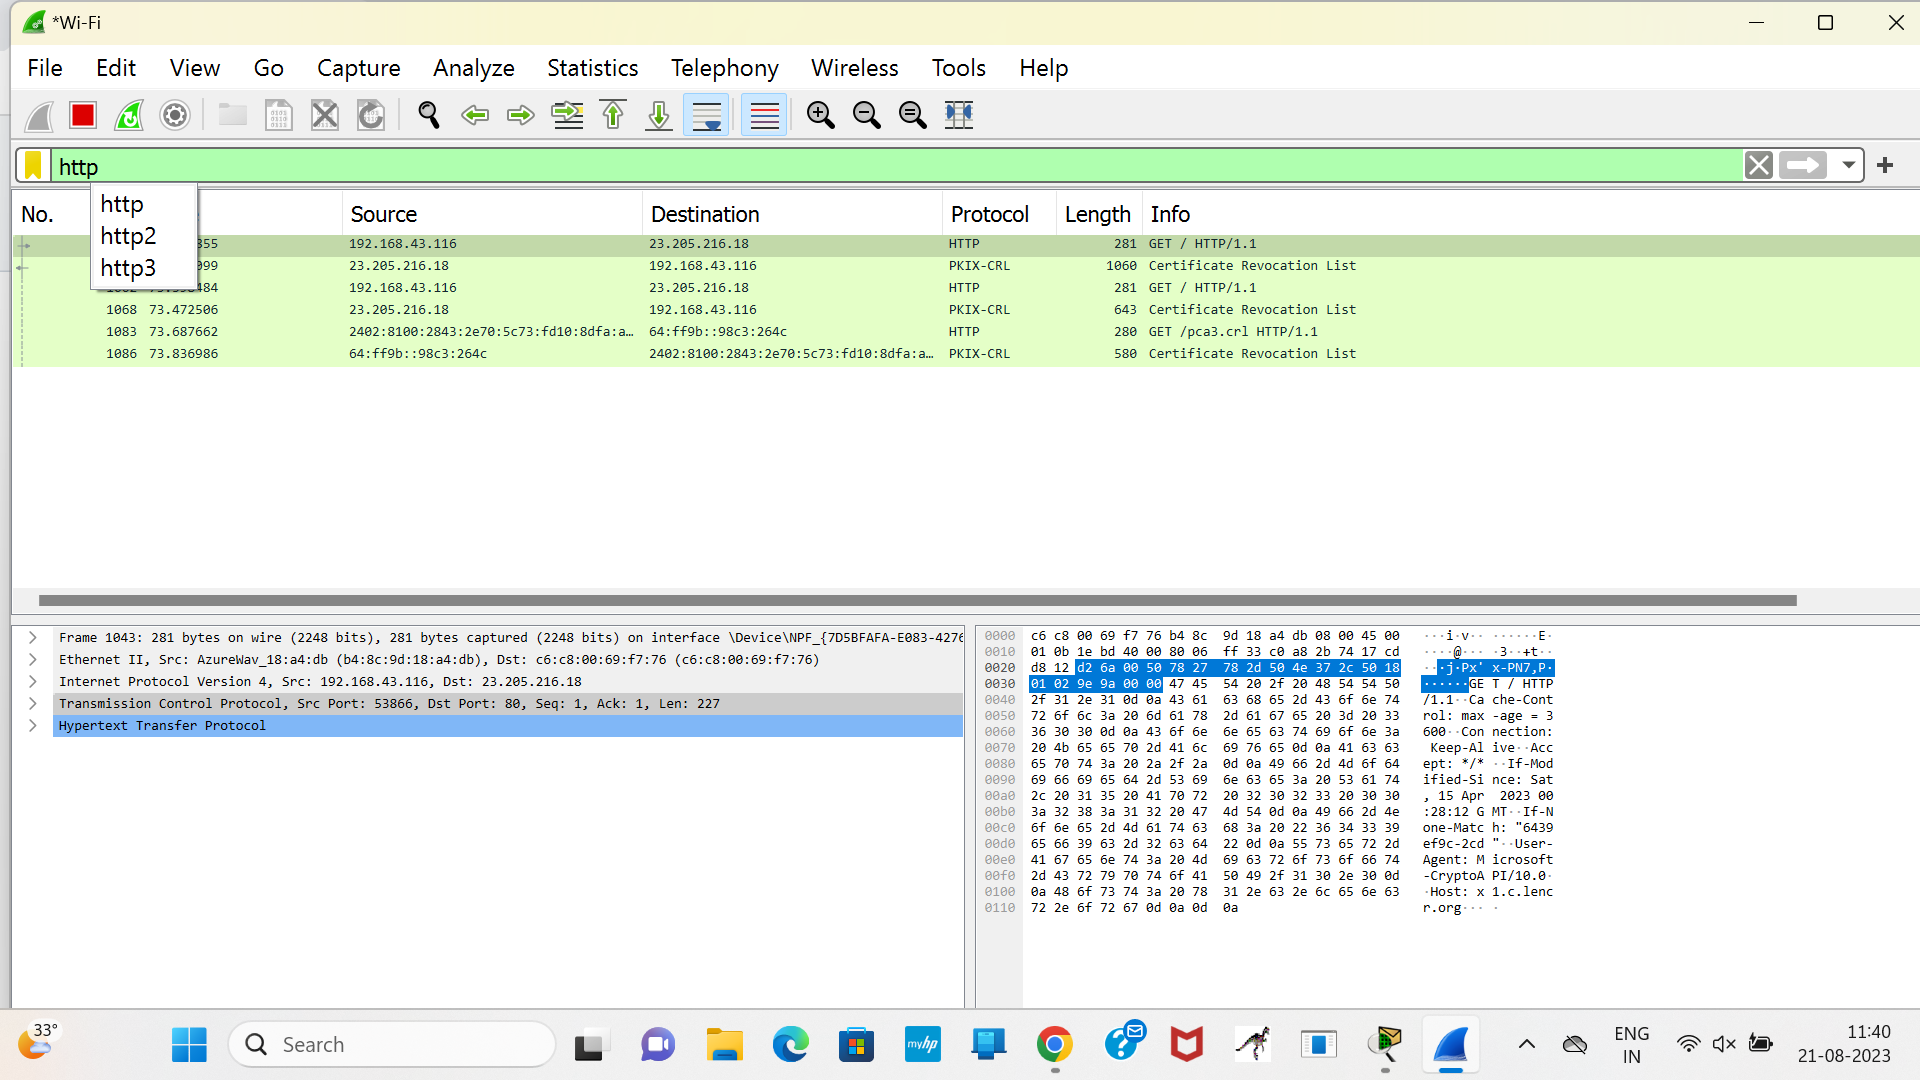 *Wi-Fi
File Edit View Go Capture Analyze Statistics Telephony Wireless Tools Help
http
http
http2
http3
No. Source Destination Protocol Length Info
855 192.168.43.116 23.205.216.18 HTTP 281 GET / HTTP/1.1
099 23.205.216.18 192.168.43.116 PKIX-CRL 1060 Certificate Revocation List
484 192.168.43.116 23.205.216.18 HTTP 281 GET / HTTP/1.1
1068 73.472506 23.205.216.18 192.168.43.116 PKIX-CRL 643 Certificate Revocation List
1083 73.687662 2402:8100:2843:2e70:5c73:fd10:8dfa:a… 64:ff9b::98c3:264c HTTP 280 GET /pca3.crl HTTP/1.1
1086 73.836986 64:ff9b::98c3:264c 2402:8100:2843:2e70:5c73:fd10:8dfa:a… PKIX-CRL 580 Certificate Revocation List
Frame 1043: 281 bytes on wire (2248 bits), 281 bytes captured (2248 bits) on interface \Device\NPF_{7D5BFAFA-E083-4276
Ethernet II, Src: AzureWav_18:a4:db (b4:8c:9d:18:a4:db), Dst: c6:c8:00:69:f7:76 (c6:c8:00:69:f7:76)
Internet Protocol Version 4, Src: 192.168.43.116, Dst: 23.205.216.18
Transmission Control Protocol, Src Port: 53866, Dst Port: 80, Seq: 1, Ack: 1, Len: 227
Hypertext Transfer Protocol
0000 c6 c8 00 69 f7 76 b4 8c 9d 18 a4 db 08 00 45 00 ···i·v·· ······E·
0010 01 0b 1e bd 40 00 80 06 ff 33 c0 a8 2b 74 17 cd ····@··· ·3··+t··
0020 d8 12 d2 6a 00 50 78 27 78 2d 50 4e 37 2c 50 18 ···j·Px' x-PN7,P·
0030 01 02 9e 9a 00 00 47 45 54 20 2f 20 48 54 54 50 ······GE T / HTTP
0040 2f 31 2e 31 0d 0a 43 61 63 68 65 2d 43 6f 6e 74 /1.1··Ca che-Cont
0050 72 6f 6c 3a 20 6d 61 78 2d 61 67 65 20 3d 20 33 rol: max -age = 3
0060 36 30 30 0d 0a 43 6f 6e 6e 65 63 74 69 6f 6e 3a 600··Con nection:
0070 20 4b 65 65 70 2d 41 6c 69 76 65 0d 0a 41 63 63 Keep-Al ive··Acc
0080 65 70 74 3a 20 2a 2f 2a 0d 0a 49 66 2d 4d 6f 64 ept: */* ··If-Mod
0090 69 66 69 65 64 2d 53 69 6e 63 65 3a 20 53 61 74 ified-Si nce: Sat
00a0 2c 20 31 35 20 41 70 72 20 32 30 32 33 20 30 30 , 15 Apr 2023 00
00b0 3a 32 38 3a 31 32 20 47 4d 54 0d 0a 49 66 2d 4e :28:12 G MT··If-N
00c0 6f 6e 65 2d 4d 61 74 63 68 3a 20 22 36 34 33 39 one-Matc h: "6439
00d0 65 66 39 63 2d 32 63 64 22 0d 0a 55 73 65 72 2d ef9c-2cd "··User-
00e0 41 67 65 6e 74 3a 20 4d 69 63 72 6f 73 6f 66 74 Agent: M icrosoft
00f0 2d 43 72 79 70 74 6f 41 50 49 2f 31 30 2e 30 0d -CryptoA PI/10.0·
0100 0a 48 6f 73 74 3a 20 78 31 2e 63 2e 6c 65 6e 63 ·Host: x 1.c.lenc
0110 72 2e 6f 72 67 0d 0a 0d 0a r.org··· ·
33°
Search
myhp
ENG
IN
11:40
21-08-2023